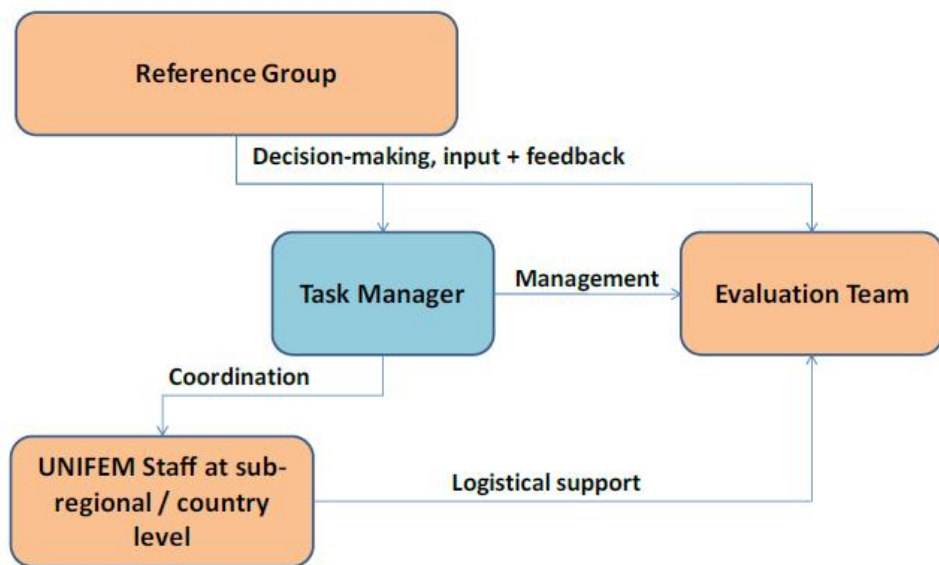 Reference Group
Decision-making, input + feedback
Task Manager
Management
Evaluation Team
Coordination
UNIFEM Staff at sub-
regional / country
level
Logistical support